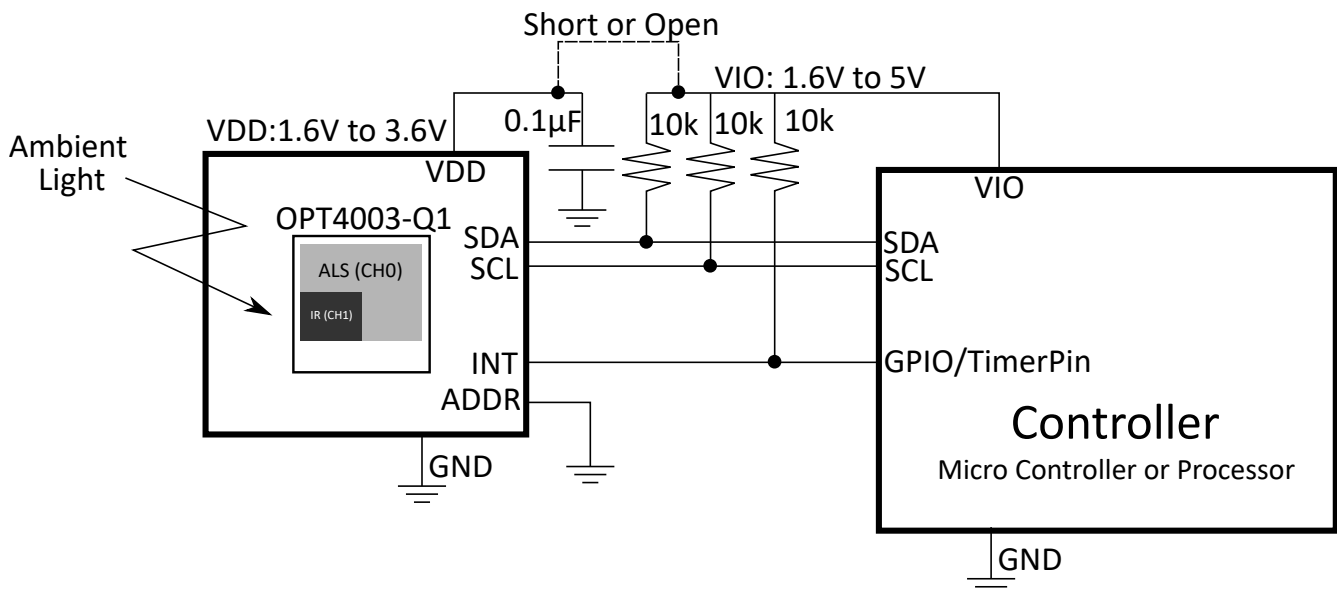 Short or Open
VIO: 1.6V to 5V
VDD:1.6V to 3.6V
0.1µF
10k
10k
10k
Ambient
Light
VDD
VIO
OPT4003-Q1
ALS (CH0)
IR (CH1)
SDA
SCL
INT
ADDR
GND
SDA
SCL
GPIO/TimerPin
Controller
Micro Controller or Processor
GND